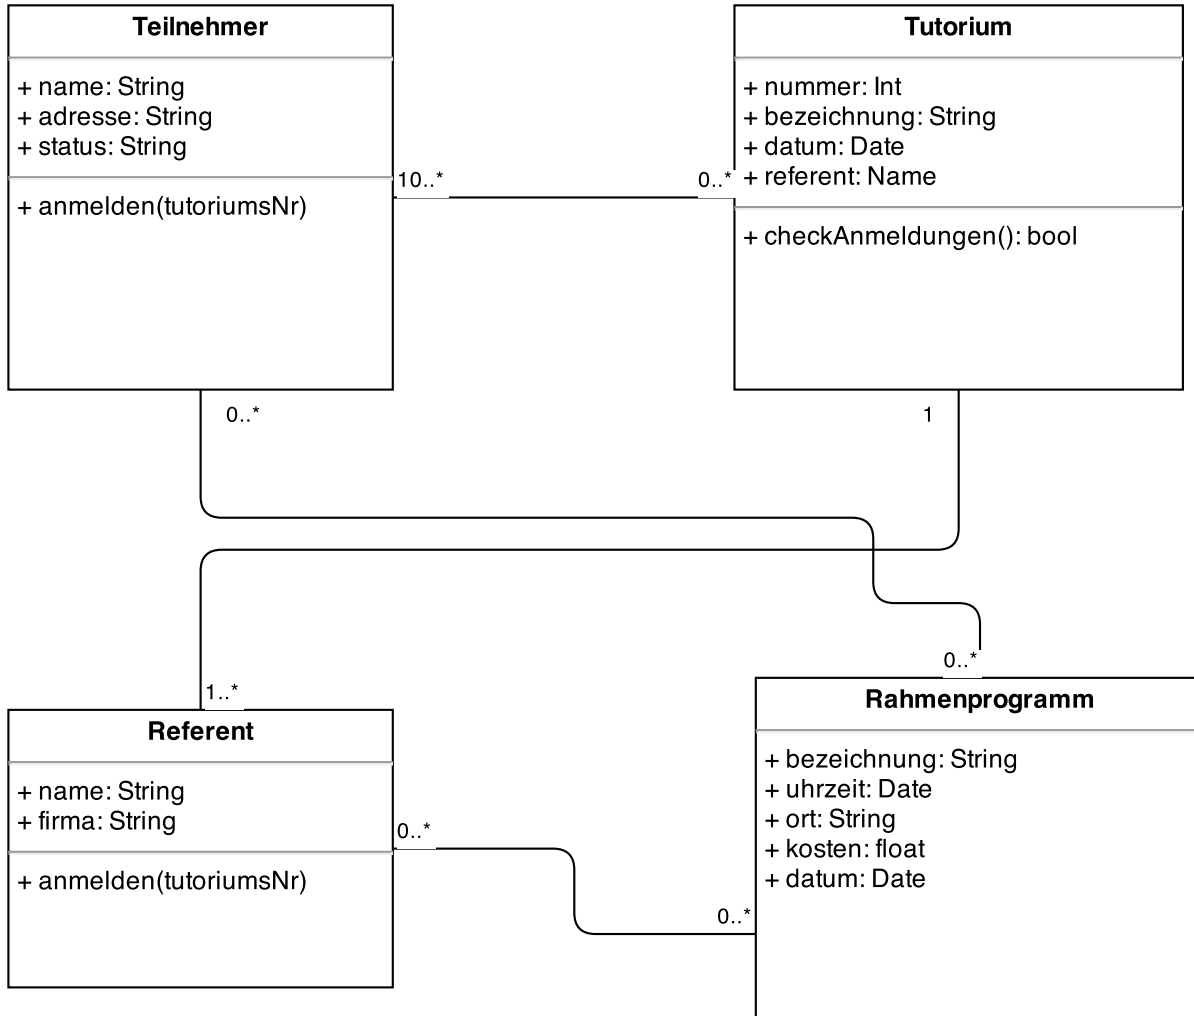 Teilnehmer
+ name: String
+ adresse: String
+ status: String
+ anmelden(tutoriumsNr)
10..*
0..*
Tutorium
+ nummer: Int
+ bezeichnung: String
+ datum: Date
+ referent: Name
+ checkAnmeldungen(): bool
0..*
1
1..*
0..*
Referent
+ name: String
+ firma: String
+ anmelden(tutoriumsNr)
0..*
0..*
Rahmenprogramm
+ bezeichnung: String
+ uhrzeit: Date
+ ort: String
+ kosten: float
+ datum: Date